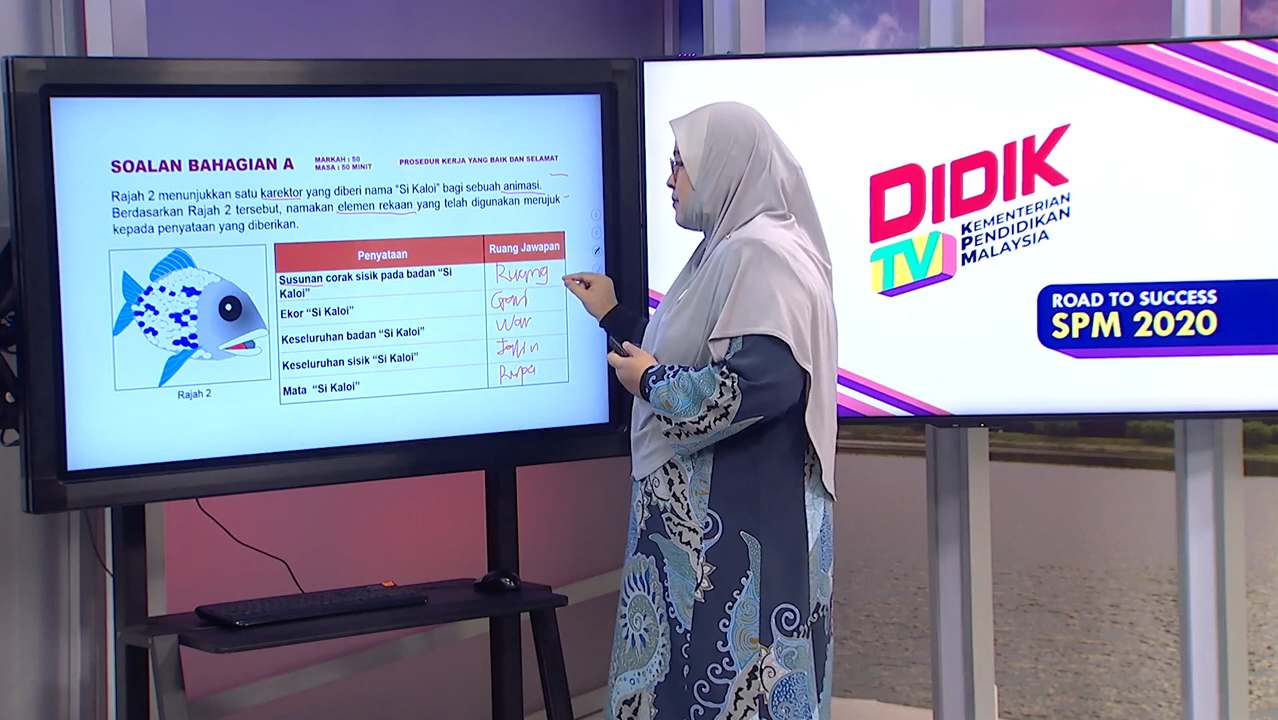 SOALAN BAHAGIAN A
MARKAH : 50
MASA : 50 MINIT
PROSEDUR KERJA YANG BAIK DAN SELAMAT
Rajah 2 menunjukkan satu karektor yang diberi nama “Si Kaloi” bagi sebuah animasi.
Berdasarkan Rajah 2 tersebut, namakan elemen rekaan yang telah digunakan merujuk
kepada penyataan yang diberikan.
Penyataan
Ruang Jawapan
Susunan corak sisik pada badan “Si
Kaloi”
Ruang
Ekor “Si Kaloi”
Keseluruhan badan “Si Kaloi”
War
Keseluruhan sisik “Si Kaloi”
Jalin
Mata “Si Kaloi”
Rupa
Rajah 2
DIDIK
TV
KEMENTERIAN
PENDIDIKAN
MALAYSIA
ROAD TO SUCCESS
SPM 2020